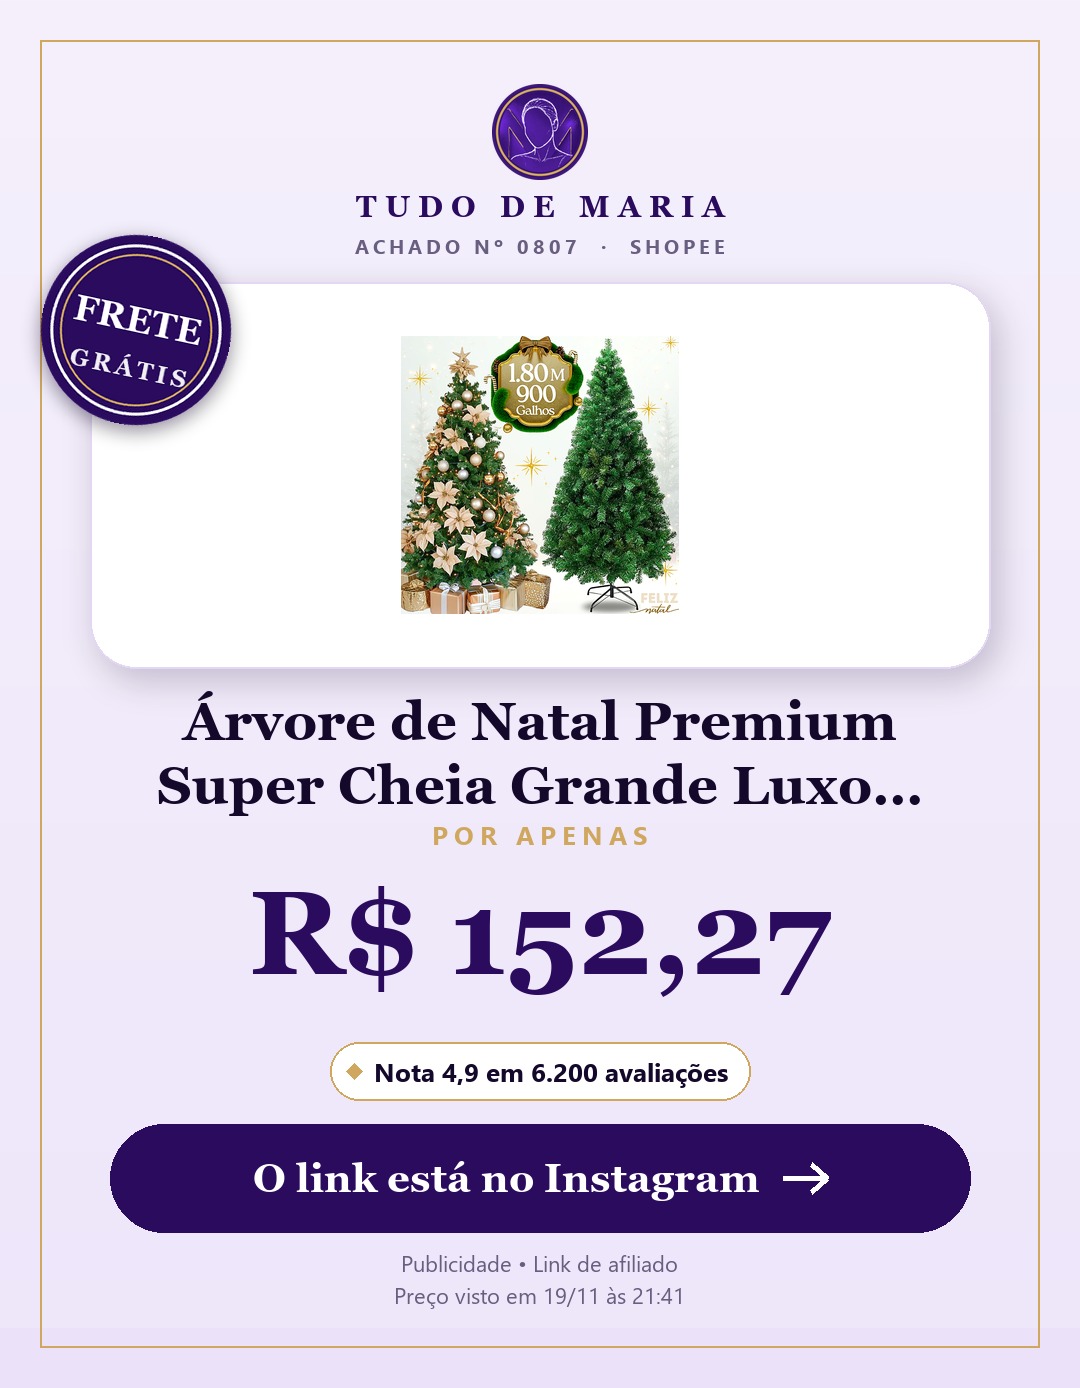 TUDO DE MARIA
ACHADO Nº 0807 · SHOPEE
FRETE
GRÁTIS
1.80 M
900
Galhos
FELIZ
natal
Árvore de Natal Premium
Super Cheia Grande Luxo...
POR APENAS
R$ 152,27
Nota 4,9 em 6.200 avaliações
O link está no Instagram →
Publicidade • Link de afiliado
Preço visto em 19/11 às 21:41